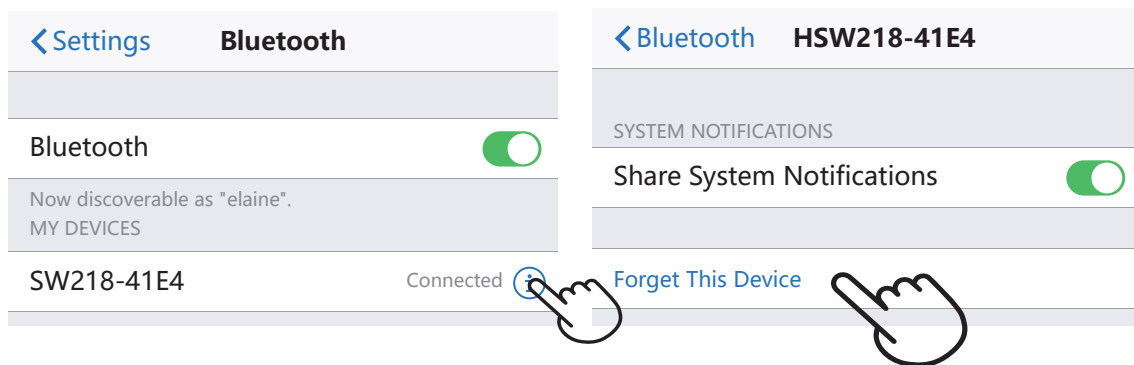 Settings Bluetooth
Bluetooth
Now discoverable as "elaine".
MY DEVICES
SW218-41E4 Connected i
Bluetooth HSW218-41E4
SYSTEM NOTIFICATIONS
Share System Notifications
Forget This Device